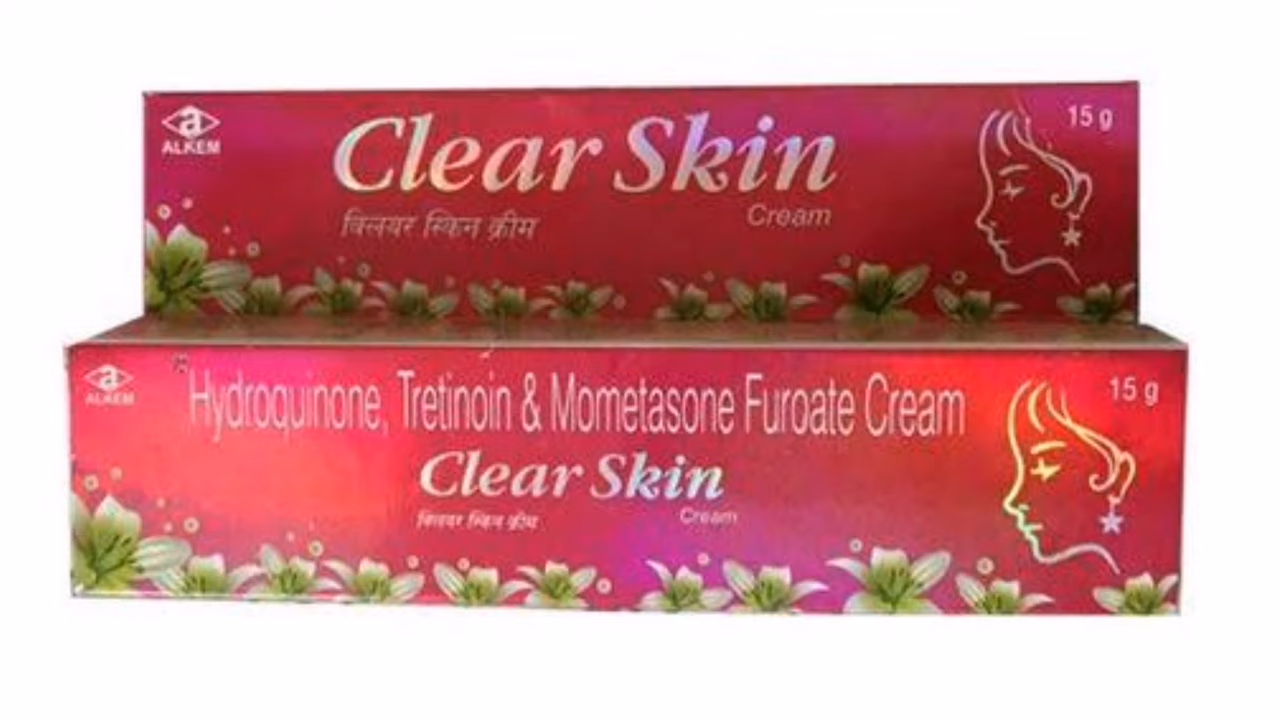 ALKEM
15 g
Clear Skin
Cream
क्लियर स्किन क्रीम
ALKEM
15 g
Hydroquinone, Tretinoin & Mometasone Furoate Cream
Clear Skin
क्लियर स्किन क्रीम
Cream